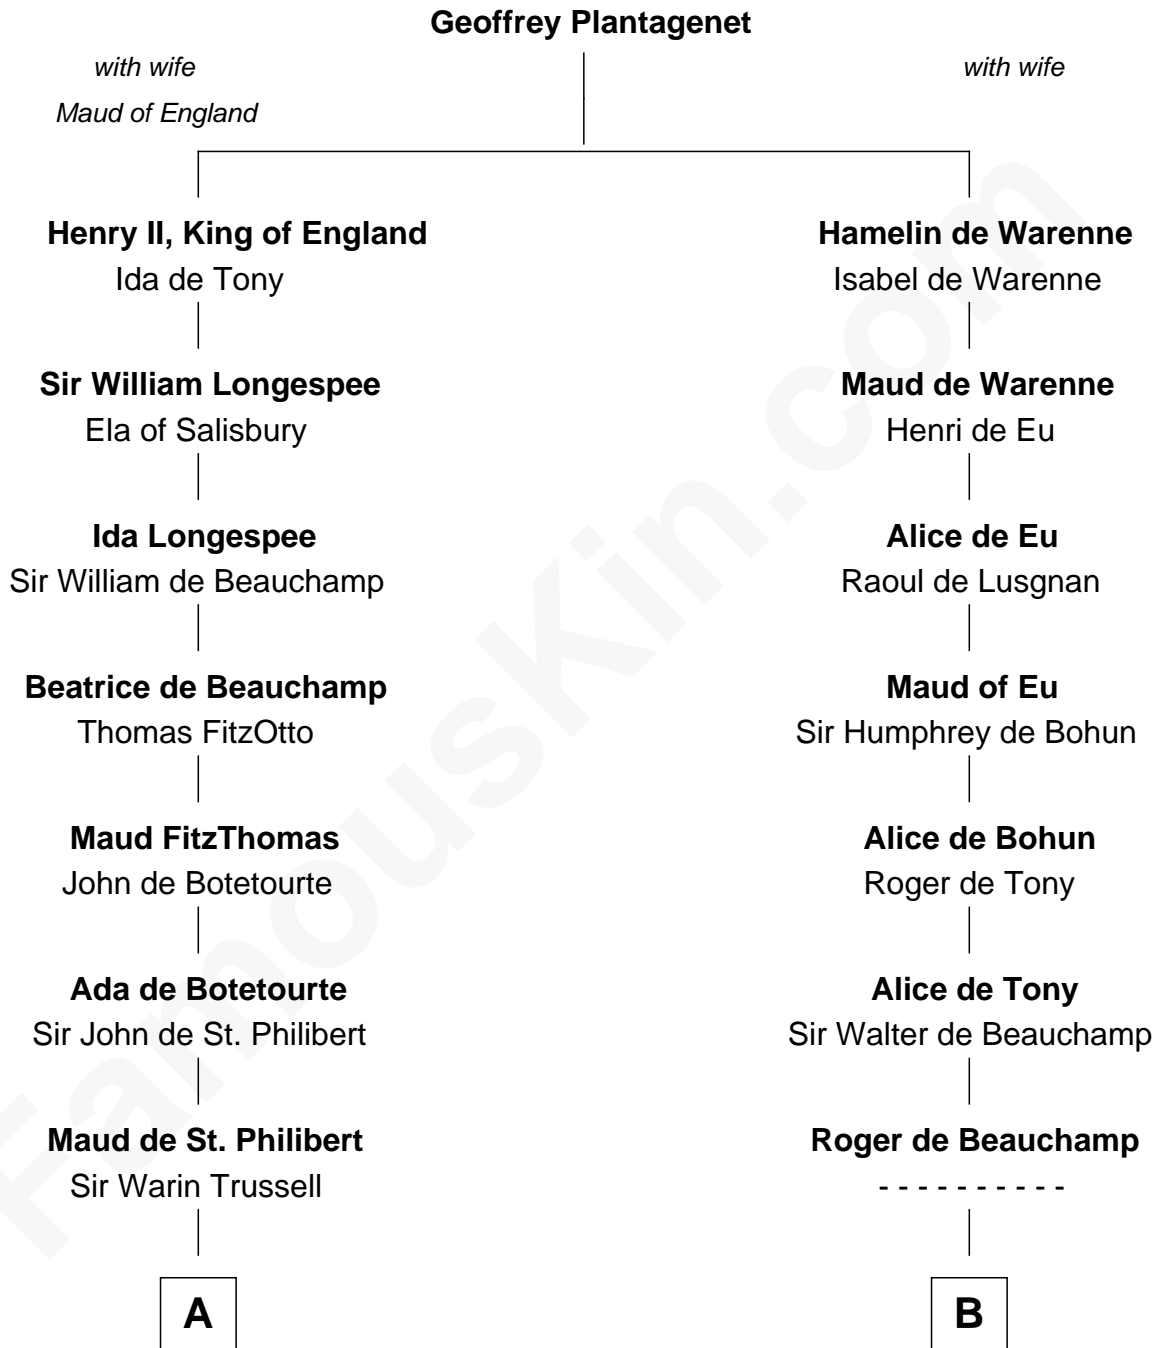 Geoffrey Plantagenet
with wife
Maud of England
with wife
Henry II, King of England
Ida de Tony
Hamelin de Warenne
Isabel de Warenne
Sir William Longespee
Ela of Salisbury
Maud de Warenne
Henri de Eu
Ida Longespee
Sir William de Beauchamp
Alice de Eu
Raoul de Lusgnan
Beatrice de Beauchamp
Thomas FitzOtto
Maud of Eu
Sir Humphrey de Bohun
Maud FitzThomas
John de Botetourte
Alice de Bohun
Roger de Tony
Ada de Botetourte
Sir John de St. Philibert
Alice de Tony
Sir Walter de Beauchamp
Maud de St. Philibert
Sir Warin Trussell
Roger de Beauchamp
- - - - - - - - - -
A
B
FamousKin.com